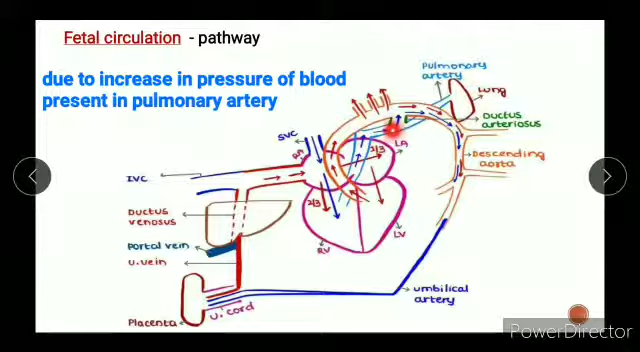 Fetal circulation - pathway
due to increase in pressure of blood
present in pulmonary artery
Pulmonary
artery
Lung
Ductus
arteriosus
SVC
RA
LA
1/3
IVC
Descending
aorta
2/3
Ductus
venosus
Portal vein
U.vein
RV
LV
umbilical
artery
U.cord
Placenta
PowerDirector